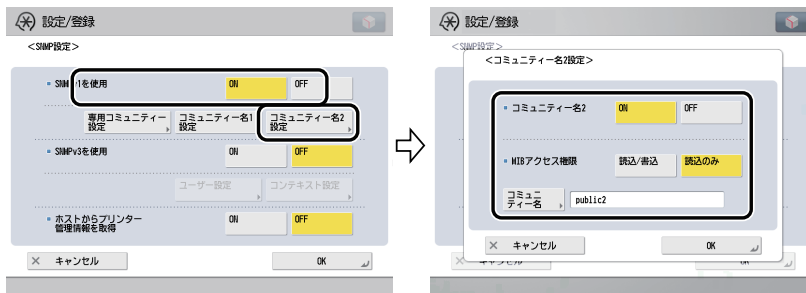 設定/登録
<SNMP設定>
SNMPv1を使用
ON
OFF
専用コミュニティー
設定
コミュニティー名1
設定
コミュニティー名2
設定
SNMPv3を使用
ON
OFF
ユーザー設定
コンテキスト設定
ホストからプリンター
管理情報を取得
ON
OFF
× キャンセル
OK
設定/登録
<SNMP設定>
<コミュニティー名2設定>
コミュニティー名2
ON
OFF
MIBアクセス権限
読込/書込
読込のみ
コミュニ
ティー名
public2
× キャンセル
OK
× キャンセル
OK